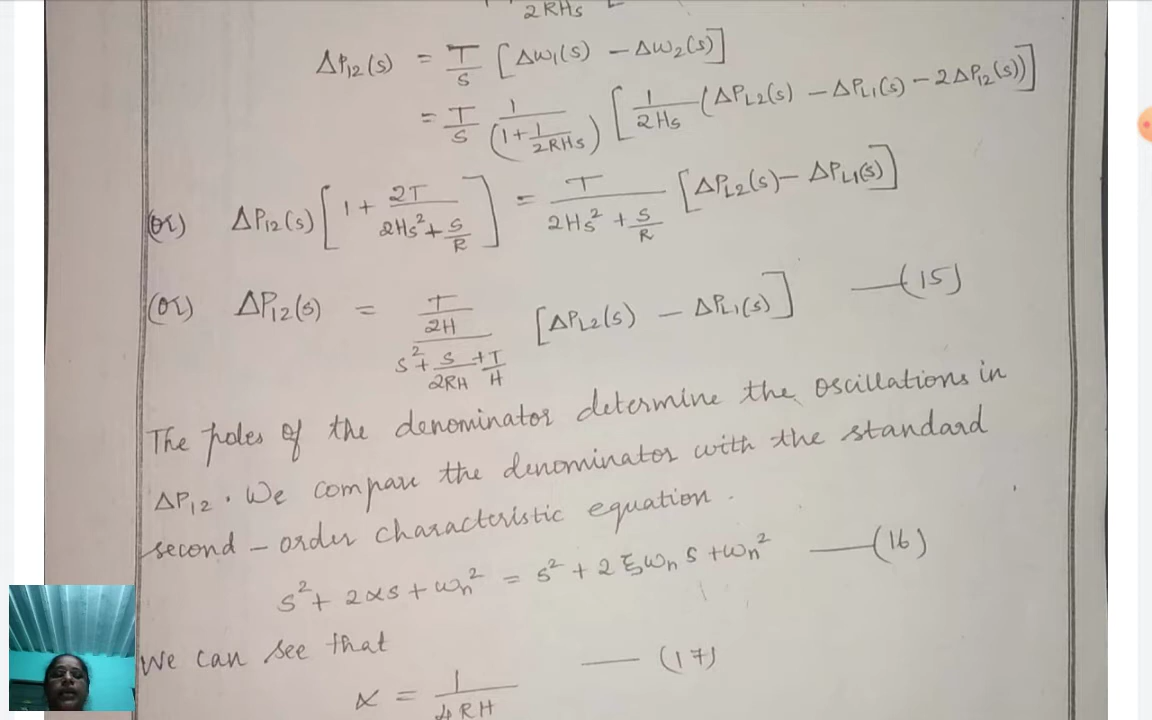 2RHs
ΔP12(s) = T/s [Δω1(s) − Δω2(s)]
= T/s 1/(1+1/2RHs) [1/2Hs (ΔPL2(s) − ΔPL1(s) − 2ΔP12(s))]
(or) ΔP12(s) [1 + 2T/(2Hs² + s/R)] = T/(2Hs² + s/R) [ΔPL2(s) − ΔPL1(s)]
(or) ΔP12(s) = (T/2H)/(s² + s/2RH + T/H) [ΔPL2(s) − ΔPL1(s)] —(15)
The poles of the denominator determine the oscillations in
ΔP12. We compare the denominator with the standard
second – order characteristic equation.
s² + 2αs + ωn² = s² + 2ξωn s + ωn² —(16)
We can see that
α = 1/4RH —(17)